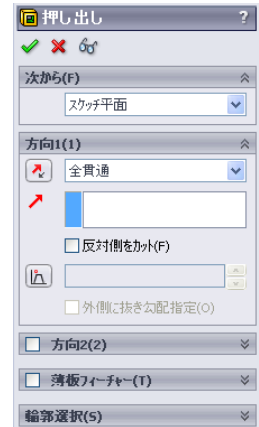 押し出し ?
次から(F)
スケッチ平面
方向1(1)
全貫通
反対側をカット(F)
外側に抜き勾配指定(O)
方向2(2)
薄板フィーチャー(T)
輪郭選択(S)